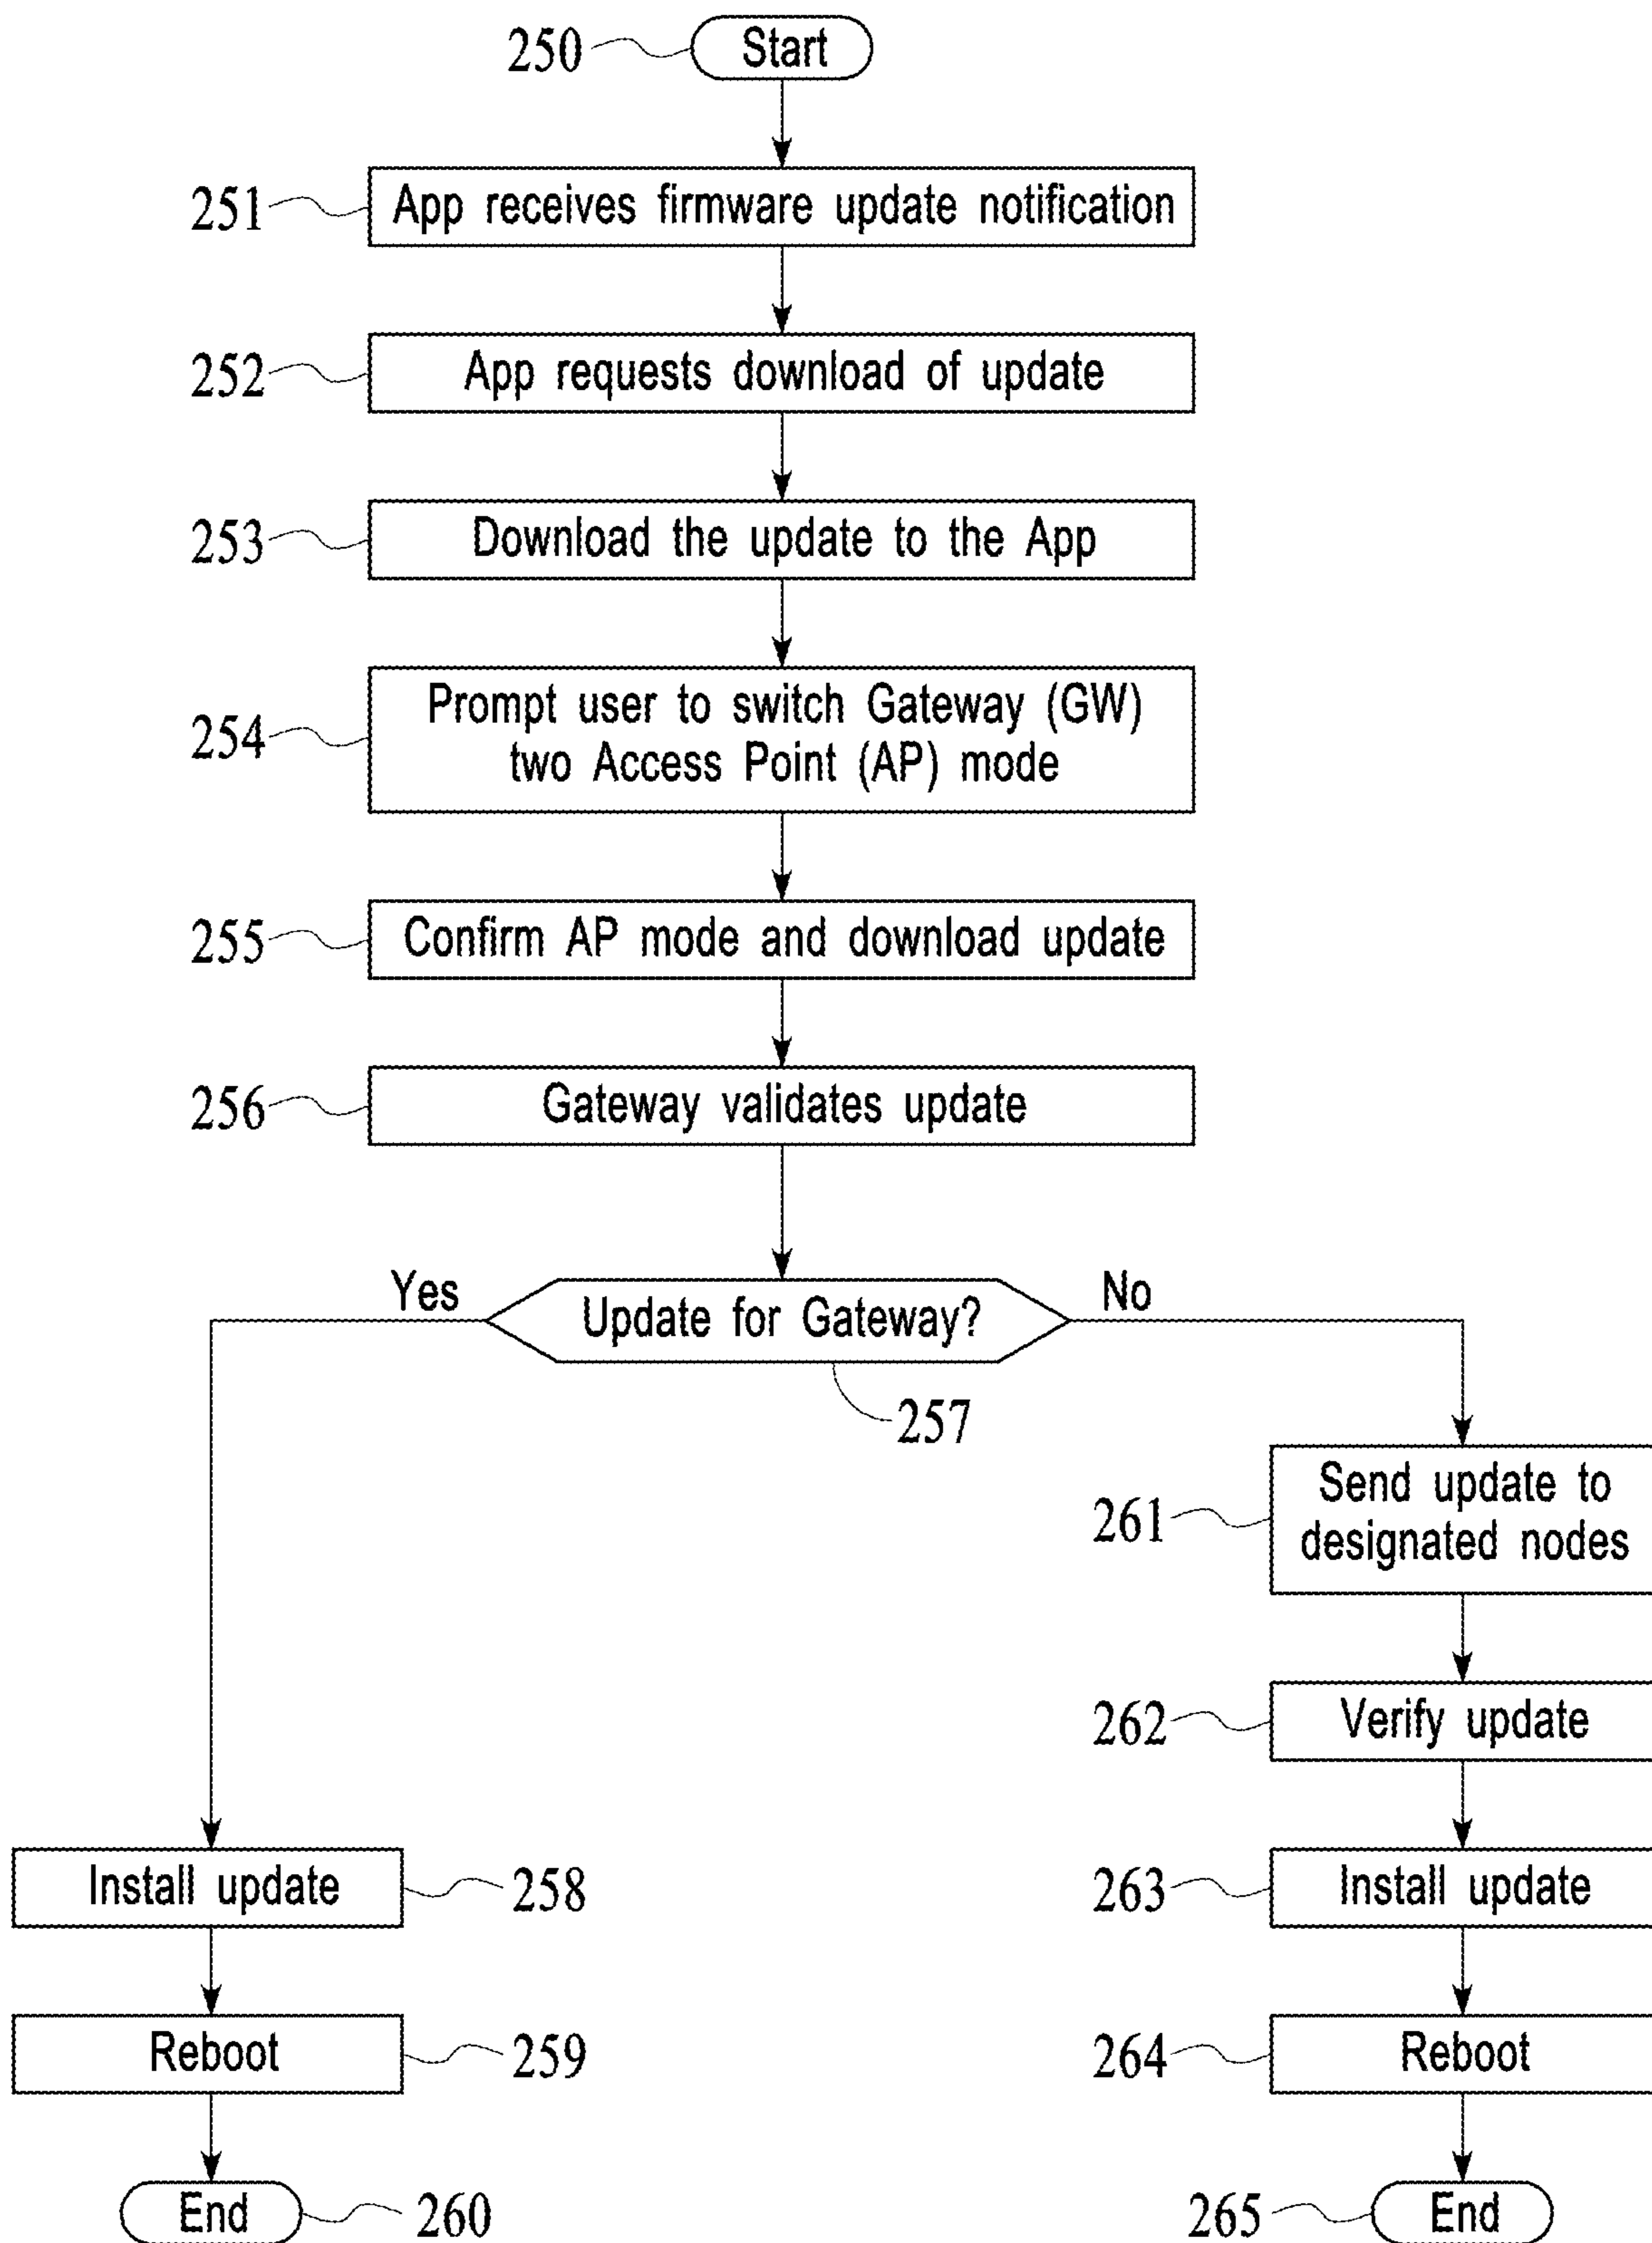 250
Start
251
App receives firmware update notification
252
App requests download of update
253
Download the update to the App
254
Prompt user to switch Gateway (GW)
two Access Point (AP) mode
255
Confirm AP mode and download update
256
Gateway validates update
Yes
Update for Gateway?
No
257
261
Send update to
designated nodes
262
Verify update
Install update
258
263
Install update
Reboot
259
264
Reboot
End
260
265
End